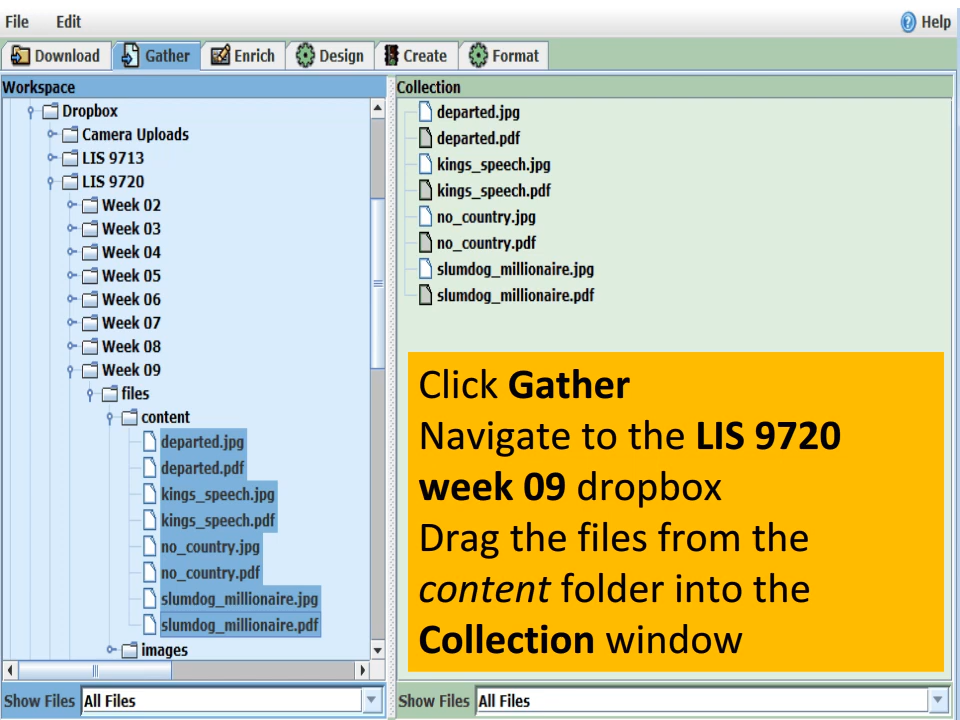 File Edit Help
Download Gather Enrich Design Create Format
Workspace
Dropbox
Camera Uploads
LIS 9713
LIS 9720
Week 02
Week 03
Week 04
Week 05
Week 06
Week 07
Week 08
Week 09
files
content
departed.jpg
departed.pdf
kings_speech.jpg
kings_speech.pdf
no_country.jpg
no_country.pdf
slumdog_millionaire.jpg
slumdog_millionaire.pdf
images
Show Files All Files
Collection
departed.jpg
departed.pdf
kings_speech.jpg
kings_speech.pdf
no_country.jpg
no_country.pdf
slumdog_millionaire.jpg
slumdog_millionaire.pdf
Click Gather
Navigate to the LIS 9720
week 09 dropbox
Drag the files from the
content folder into the
Collection window
Show Files All Files